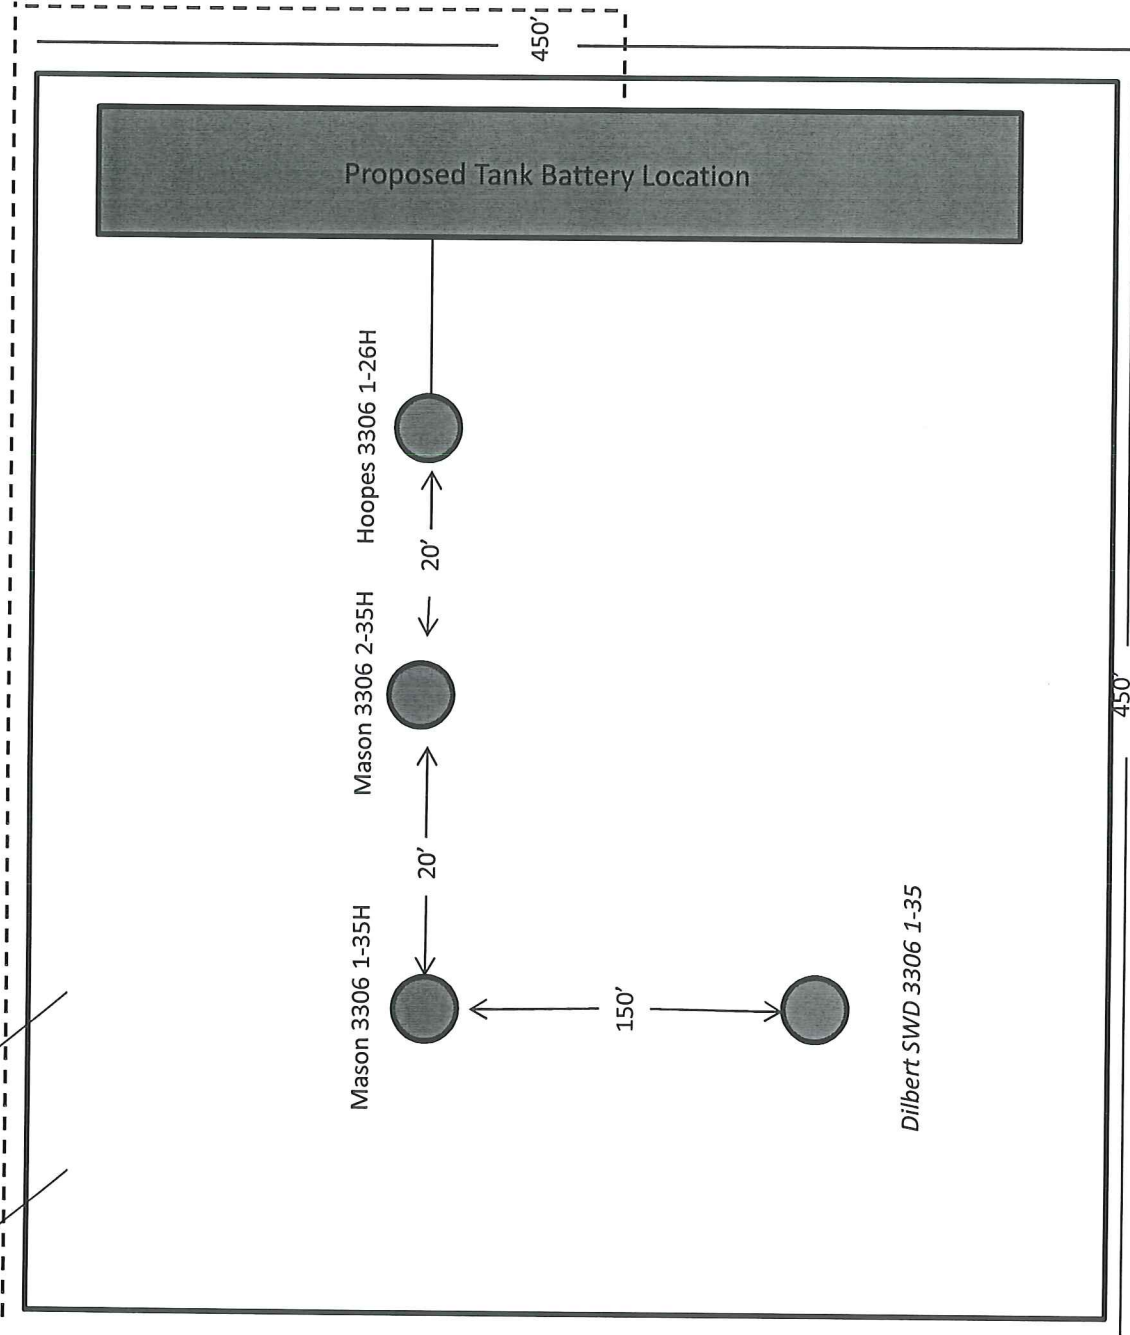 450'
Proposed Tank Battery Location
Hoopes 3306 1-26H
20'
Mason 3306 2-35H
450'
20'
Mason 3306 1-35H
150'
Dilbert SWD 3306 1-35